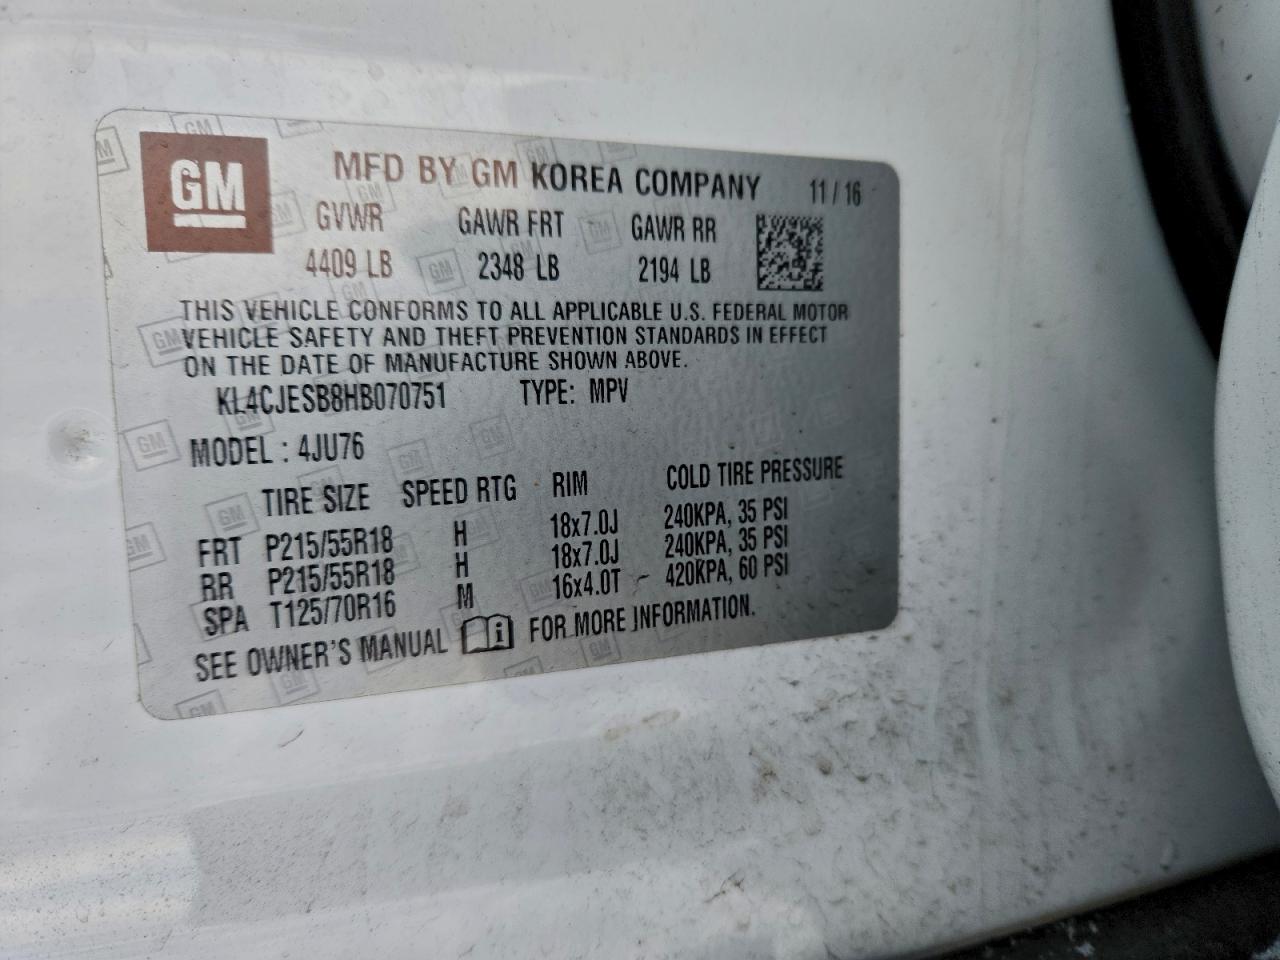 GM
MFD BY GM KOREA COMPANY 11 / 16
GVWR GAWR FRT GAWR RR
4409 LB 2348 LB 2194 LB
THIS VEHICLE CONFORMS TO ALL APPLICABLE U.S. FEDERAL MOTOR
VEHICLE SAFETY AND THEFT PREVENTION STANDARDS IN EFFECT
ON THE DATE OF MANUFACTURE SHOWN ABOVE.
KL4CJESB8HB070751 TYPE: MPV
MODEL : 4JU76
TIRE SIZE SPEED RTG RIM COLD TIRE PRESSURE
FRT P215/55R18 H 18x7.0J 240KPA, 35 PSI
RR P215/55R18 H 18x7.0J 240KPA, 35 PSI
SPA T125/70R16 M 16x4.0T 420KPA, 60 PSI
SEE OWNER'S MANUAL FOR MORE INFORMATION.